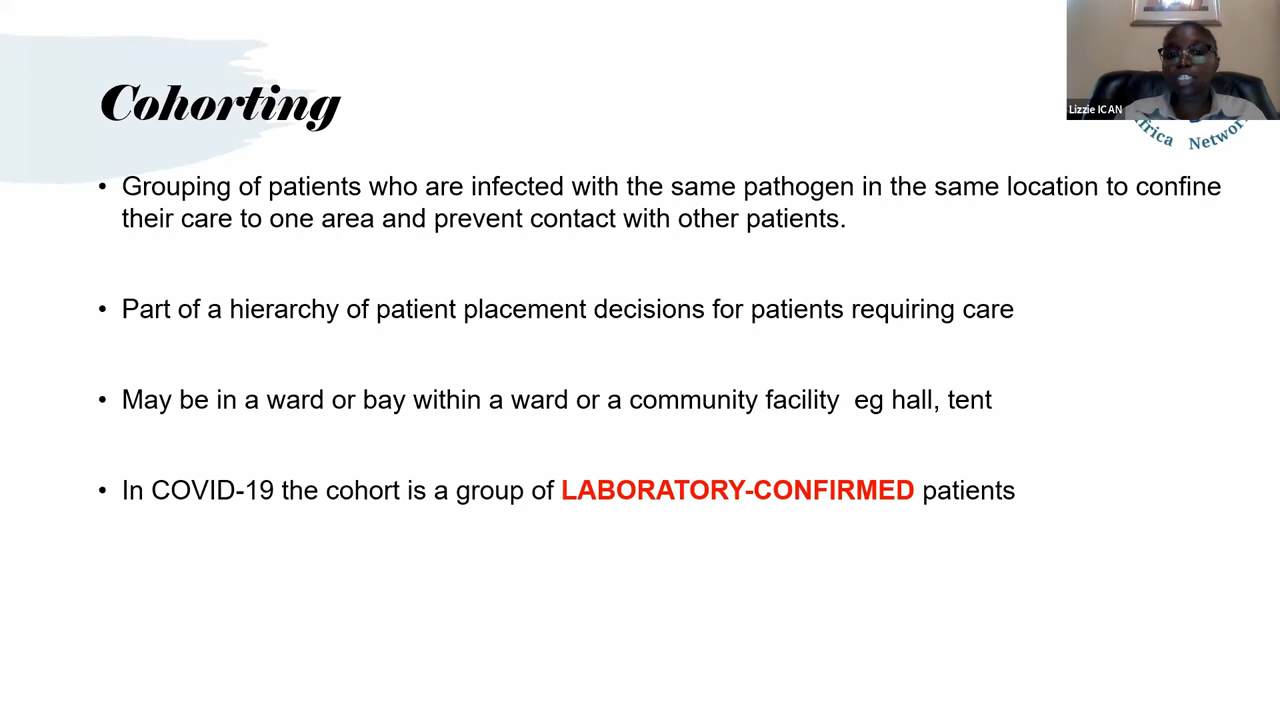 Cohorting
Lizzie ICAN
Network
• Grouping of patients who are infected with the same pathogen in the same location to confine
their care to one area and prevent contact with other patients.
• Part of a hierarchy of patient placement decisions for patients requiring care
• May be in a ward or bay within a ward or a community facility  eg hall, tent
• In COVID-19 the cohort is a group of LABORATORY-CONFIRMED patients